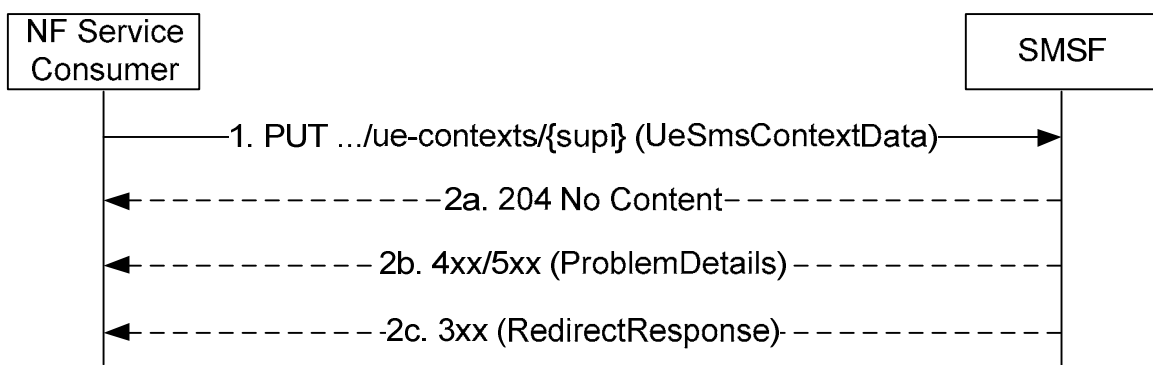 NF Service
Consumer
SMSF
1. PUT .../ue-contexts/{supi} (UeSmsContextData)
2a. 204 No Content
2b. 4xx/5xx (ProblemDetails)
2c. 3xx (RedirectResponse)